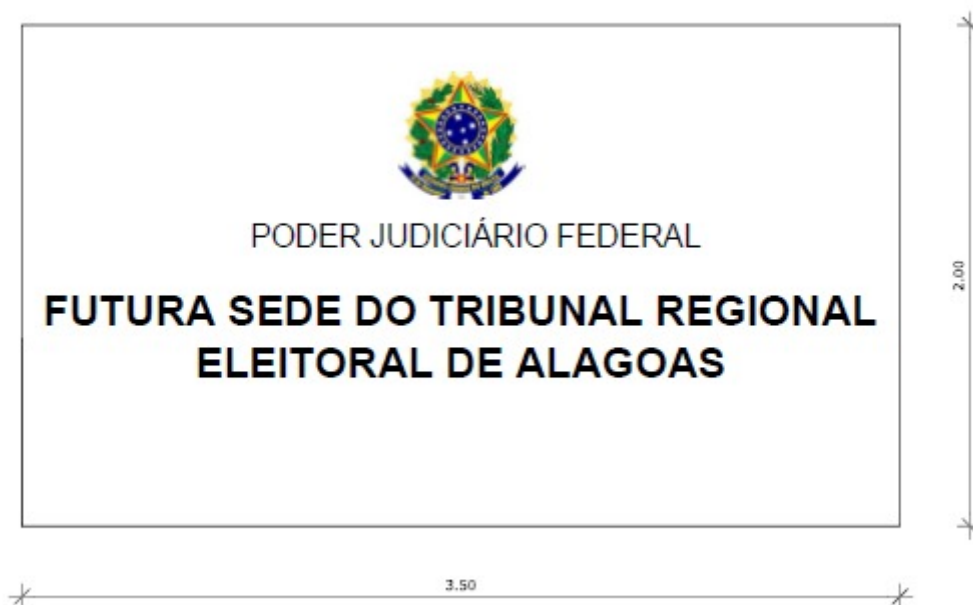 PODER JUDICIÁRIO FEDERAL
FUTURA SEDE DO TRIBUNAL REGIONAL
ELEITORAL DE ALAGOAS
2.00
3.50